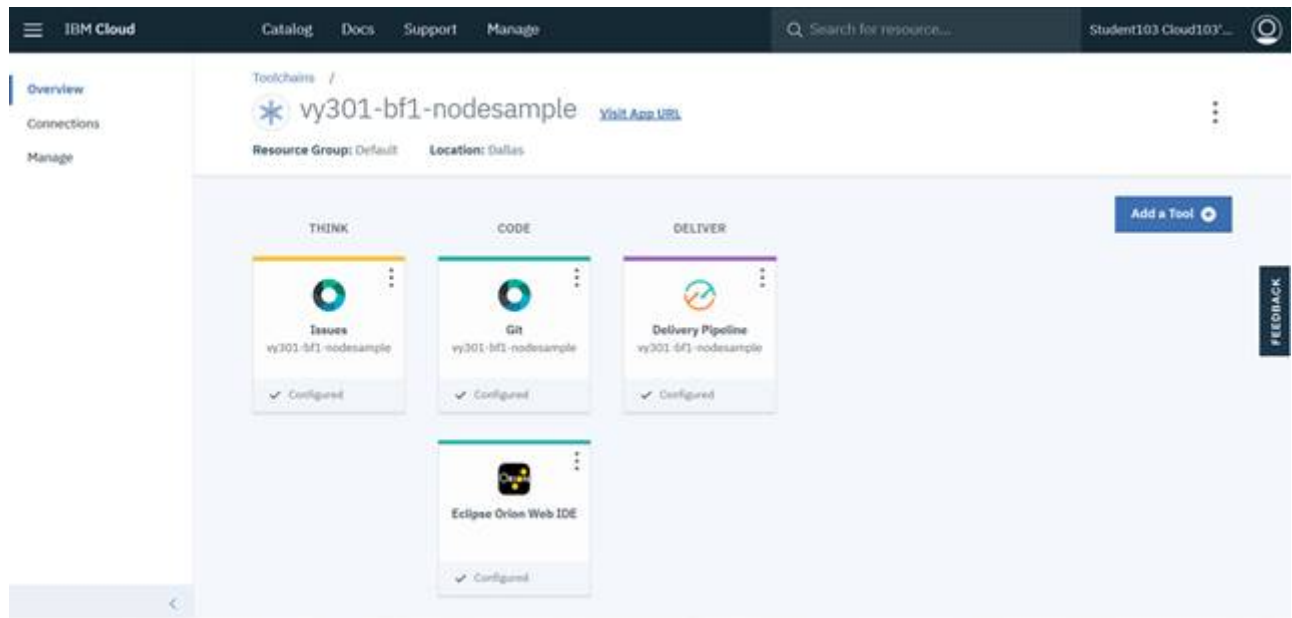 IBM Cloud Catalog Docs Support Manage Search for resource... Student103 Cloud103'...
Overview
Connections
Manage
Toolchains /
vy301-bf1-nodesample Visit App URL
Resource Group: Default Location: Dallas
Add a Tool
THINK CODE DELIVER
Issues Git Delivery Pipeline
vy301-bf1-nodesample vy301-bf1-nodesample vy301-bf1-nodesample
Configured Configured Configured
Eclipse Orion Web IDE
Configured
FEEDBACK